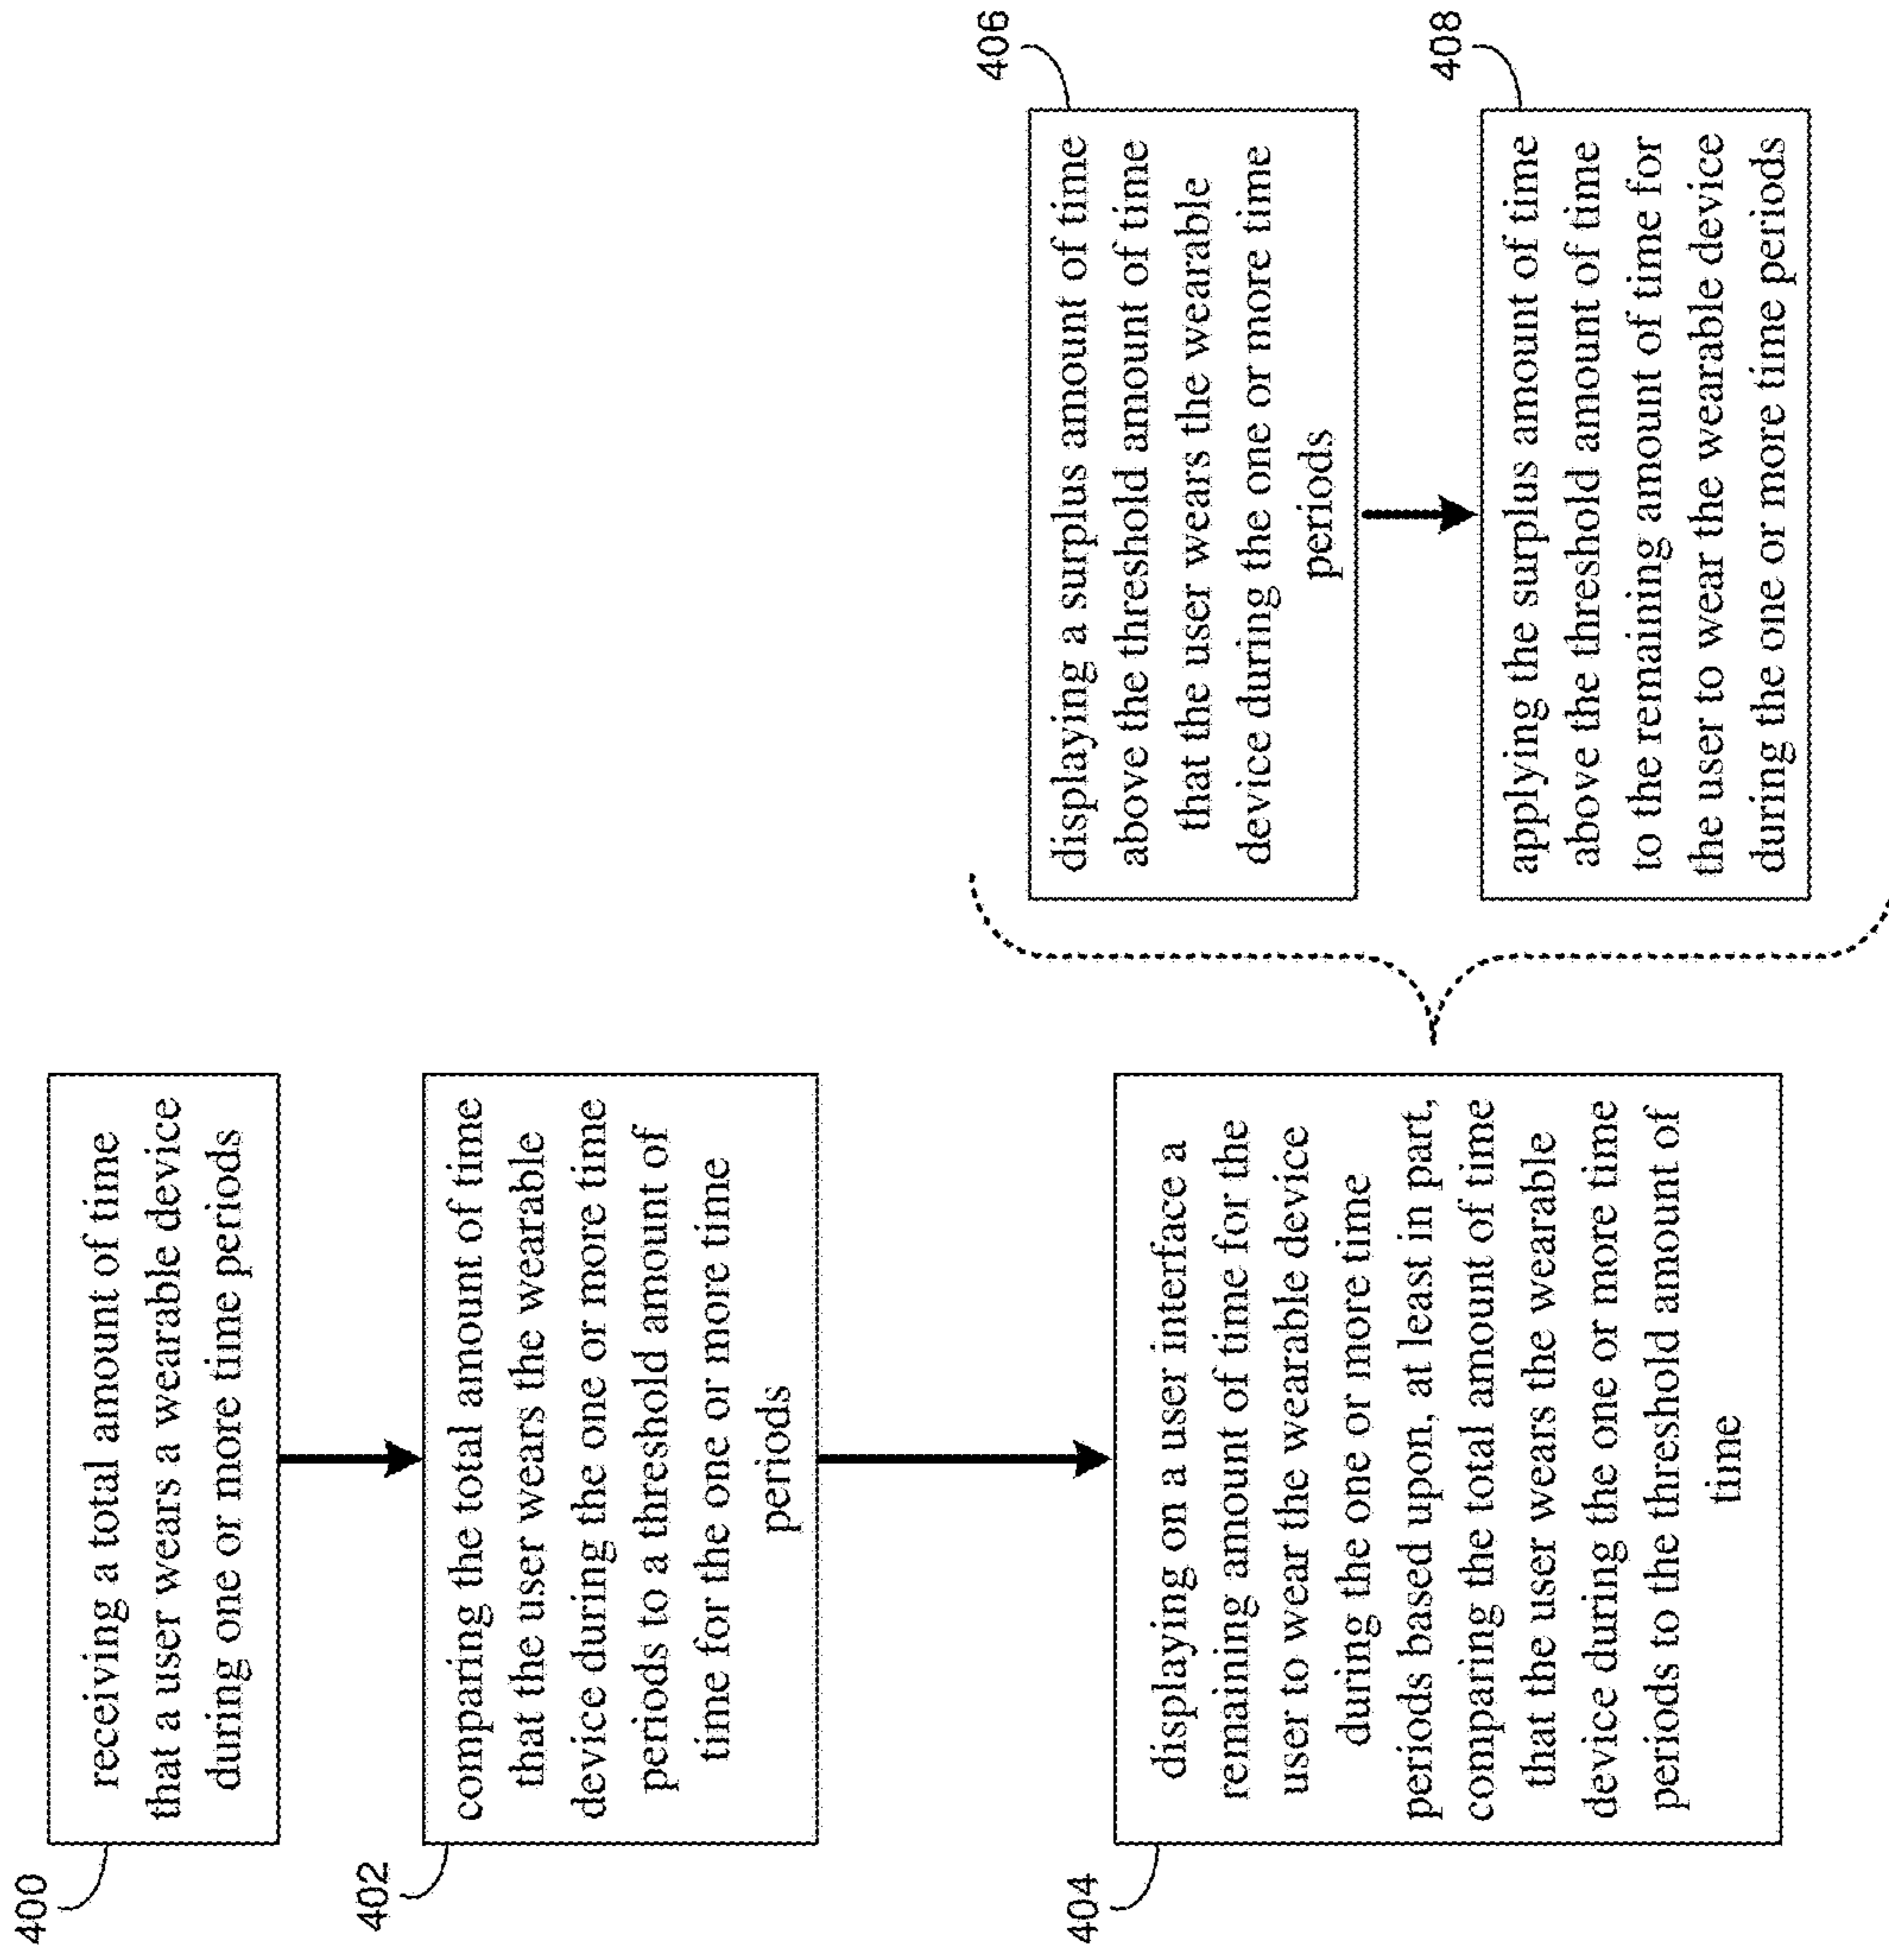 400
receiving a total amount of time
that a user wears a wearable device
during one or more time periods
402
comparing the total amount of time
that the user wears the wearable
device during the one or more time
periods to a threshold amount of
time for the one or more time
periods
404
displaying on a user interface a
remaining amount of time for the
user to wear the wearable device
during the one or more time
periods based upon, at least in part,
comparing the total amount of time
that the user wears the wearable
device during the one or more time
periods to the threshold amount of
time
406
displaying a surplus amount of time
above the threshold amount of time
that the user wears the wearable
device during the one or more time
periods
408
applying the surplus amount of time
above the threshold amount of time
to the remaining amount of time for
the user to wear the wearable device
during the one or more time periods